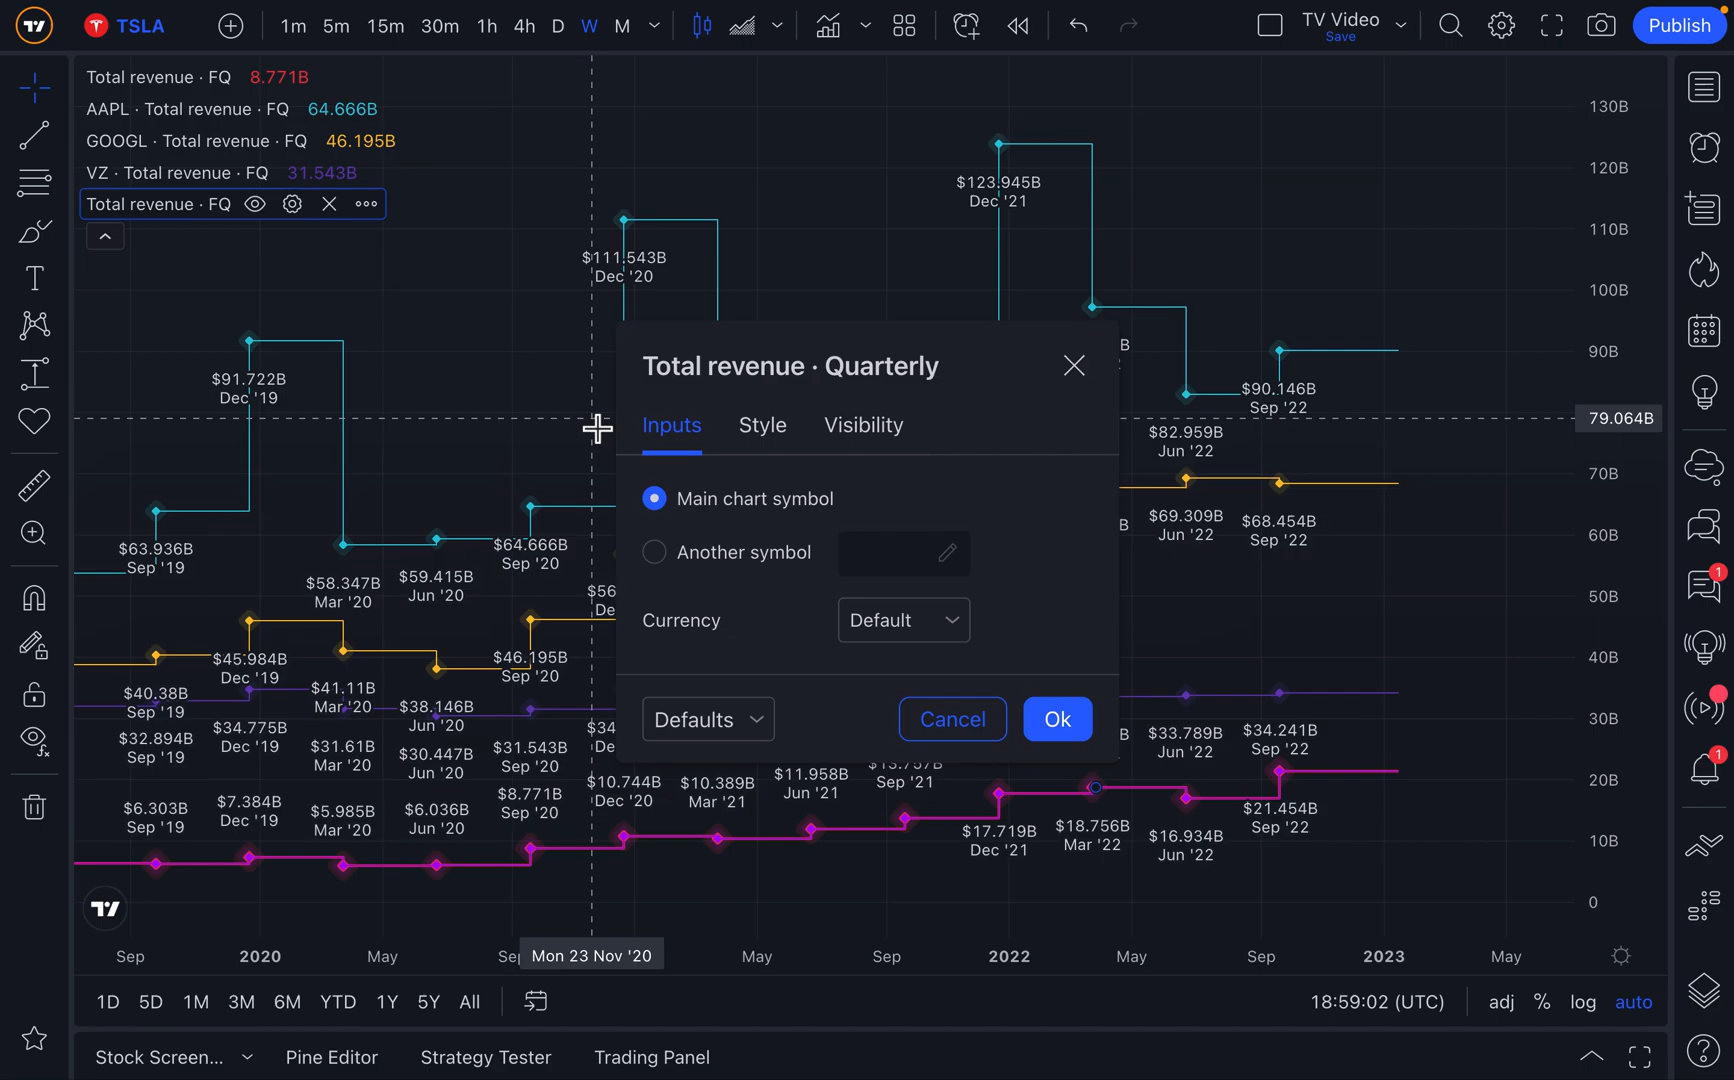 TSLA
1m 5m 15m 30m 1h 4h D W M
TV Video
Save
Publish
Total revenue · FQ 8.771B
AAPL · Total revenue · FQ 64.666B
GOOGL · Total revenue · FQ 46.195B
VZ · Total revenue · FQ 31.543B
Total revenue · FQ
130B
120B
110B
100B
90B
79.064B
70B
60B
50B
40B
30B
20B
10B
0
$123.945B
Dec '21
$111.543B
Dec '20
$91.722B
Dec '19
$90.146B
Sep '22
$82.959B
Jun '22
$63.936B
Sep '19
$58.347B
Mar '20
$59.415B
Jun '20
$64.666B
Sep '20
$69.309B
Jun '22
$68.454B
Sep '22
$40.38B
Sep '19
$45.984B
Dec '19
$41.11B
Mar '20
$38.146B
Jun '20
$46.195B
Sep '20
$32.894B
Sep '19
$34.775B
Dec '19
$31.61B
Mar '20
$30.447B
Jun '20
$31.543B
Sep '20
$33.789B
Jun '22
$34.241B
Sep '22
$6.303B
Sep '19
$7.384B
Dec '19
$5.985B
Mar '20
$6.036B
Jun '20
$8.771B
Sep '20
$10.744B
Dec '20
$10.389B
Mar '21
$11.958B
Jun '21
$13.757B
Sep '21
$17.719B
Dec '21
$18.756B
Mar '22
$16.934B
Jun '22
$21.454B
Sep '22
Total revenue · Quarterly
Inputs Style Visibility
Main chart symbol
Another symbol
Currency Default
Defaults Cancel Ok
Sep 2020 May Mon 23 Nov '20 May Sep 2022 May Sep 2023 May
1D 5D 1M 3M 6M YTD 1Y 5Y All
18:59:02 (UTC) adj % log auto
Stock Screen... Pine Editor Strategy Tester Trading Panel
1
1